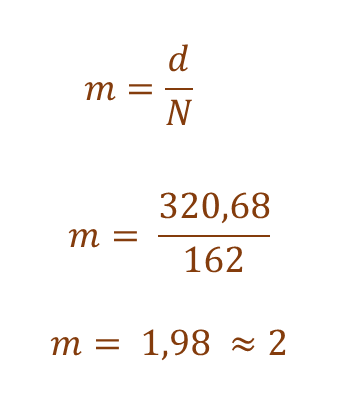 m = d/N
m = 320,68/162
m = 1,98 ≈ 2